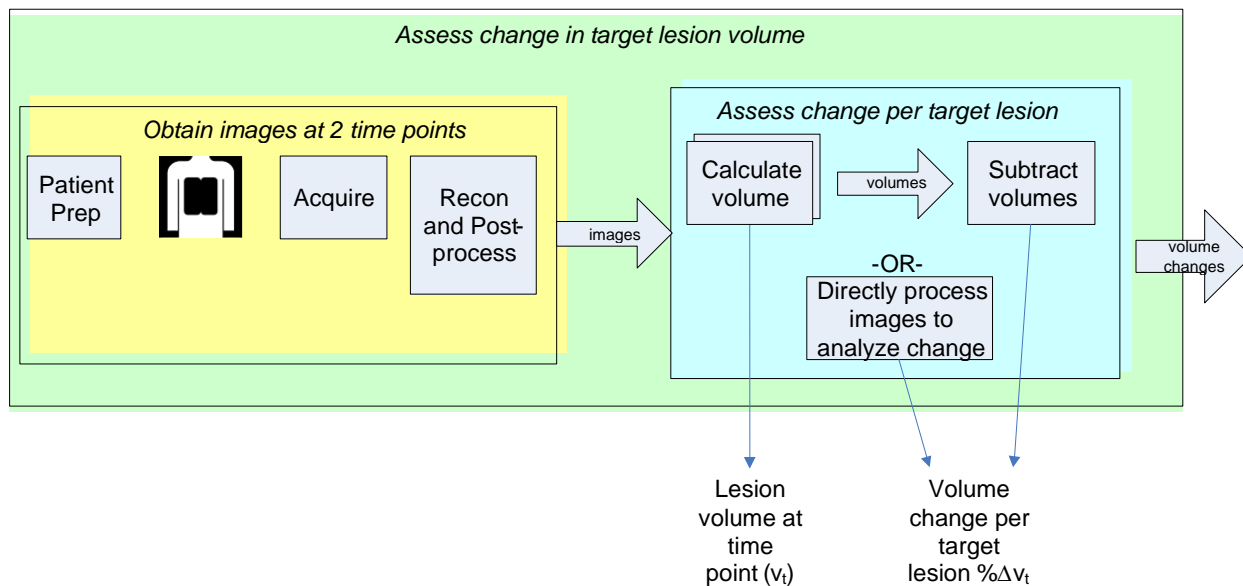 Assess change in target lesion volume
Obtain images at 2 time points
Patient
Prep
Acquire
Recon
and Post-
process
images
Assess change per target lesion
Calculate
volume
volumes
Subtract
volumes
-OR-
Directly process
images to
analyze change
volume
changes
Lesion
volume at
time
point (vₜ)
Volume
change per
target
lesion %Δvₜ